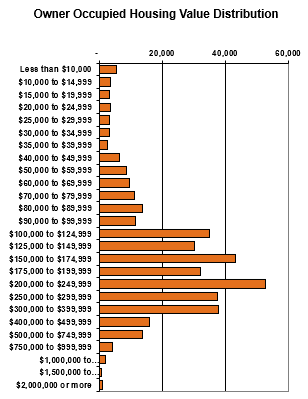 Owner Occupied Housing Value Distribution
- 20,000 40,000 60,000
Less than $10,000
$10,000 to $14,999
$15,000 to $19,999
$20,000 to $24,999
$25,000 to $29,999
$30,000 to $34,999
$35,000 to $39,999
$40,000 to $49,999
$50,000 to $59,999
$60,000 to $69,999
$70,000 to $79,999
$80,000 to $89,999
$90,000 to $99,999
$100,000 to $124,999
$125,000 to $149,999
$150,000 to $174,999
$175,000 to $199,999
$200,000 to $249,999
$250,000 to $299,999
$300,000 to $399,999
$400,000 to $499,999
$500,000 to $749,999
$750,000 to $999,999
$1,000,000 to...
$1,500,000 to...
$2,000,000 or more